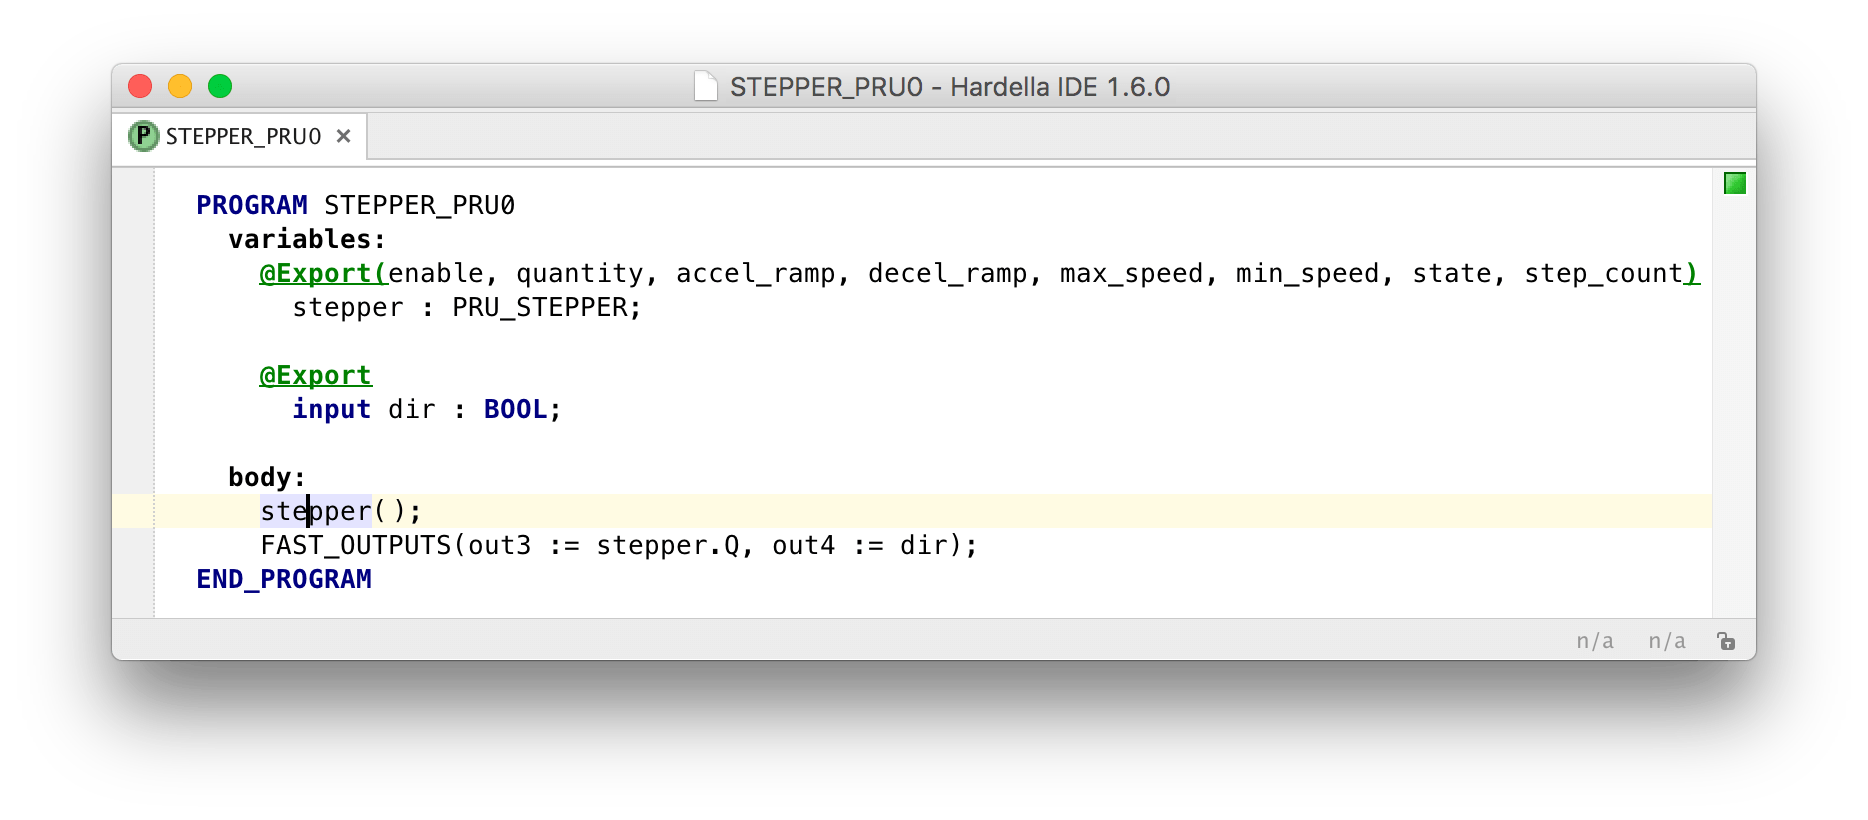 STEPPER_PRU0 - Hardella IDE 1.6.0
P STEPPER_PRU0 ×
PROGRAM STEPPER_PRU0
variables:
@Export(enable, quantity, accel_ramp, decel_ramp, max_speed, min_speed, state, step_count)
stepper : PRU_STEPPER;
@Export
input dir : BOOL;
body:
stepper();
FAST_OUTPUTS(out3 := stepper.Q, out4 := dir);
END_PROGRAM
n/a n/a